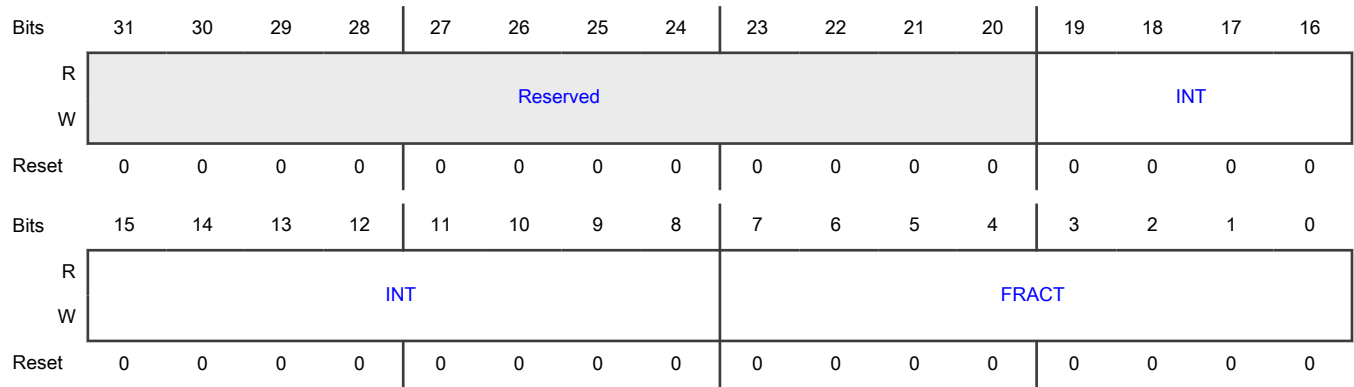 Bits 31 30 29 28 27 26 25 24 23 22 21 20 19 18 17 16
R
Reserved INT
W
Reset 0 0 0 0 0 0 0 0 0 0 0 0 0 0 0 0
Bits 15 14 13 12 11 10 9 8 7 6 5 4 3 2 1 0
R
INT FRACT
W
Reset 0 0 0 0 0 0 0 0 0 0 0 0 0 0 0 0